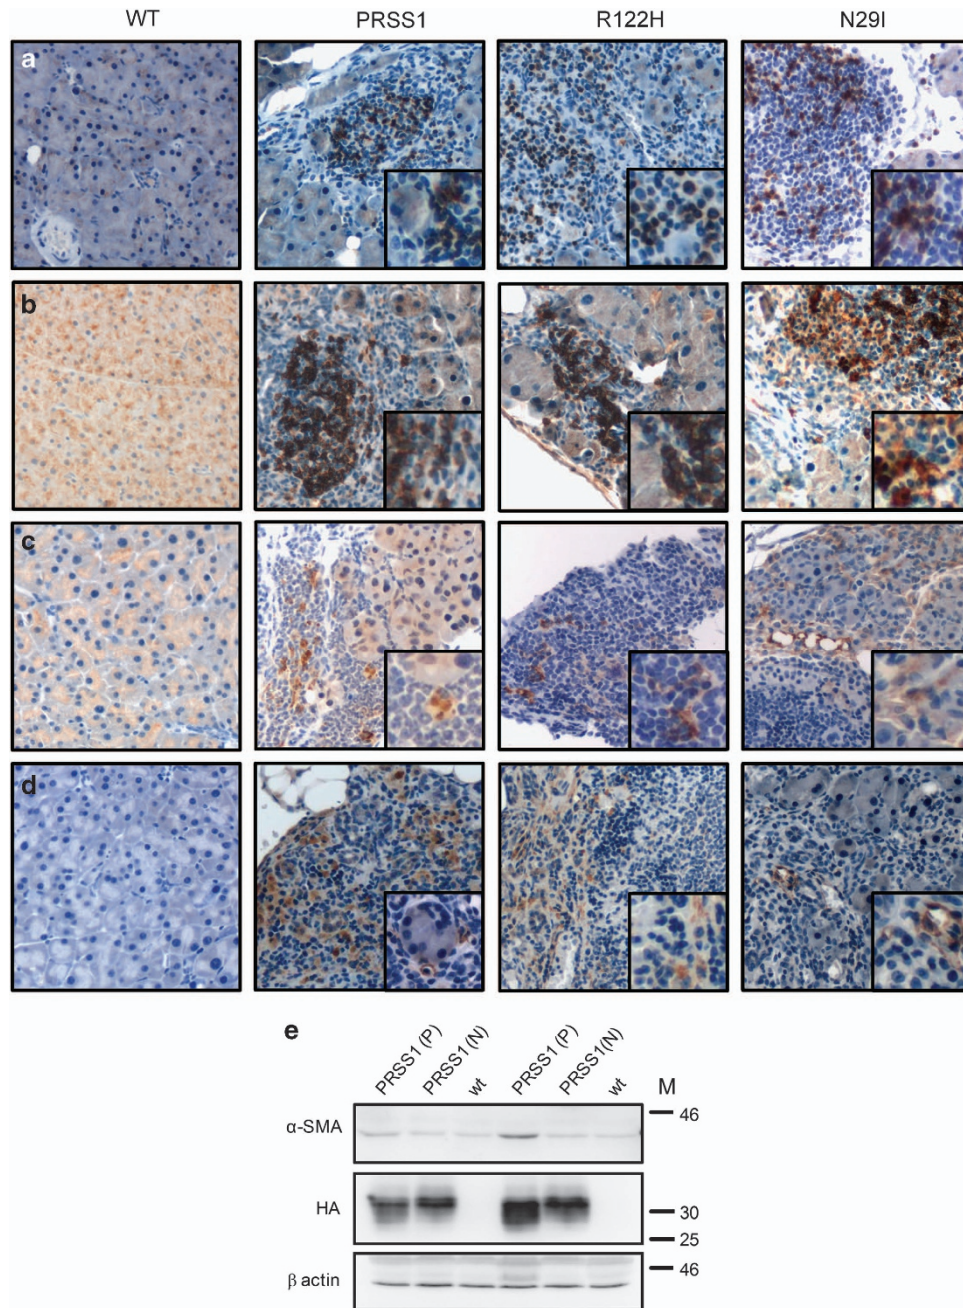 WT PRSS1 R122H N29I
a
b
c
d
e
PRSS1 (P) PRSS1 (N) wt PRSS1 (P) PRSS1(N) wt M
α-SMA 46
HA 30
25
β actin 46